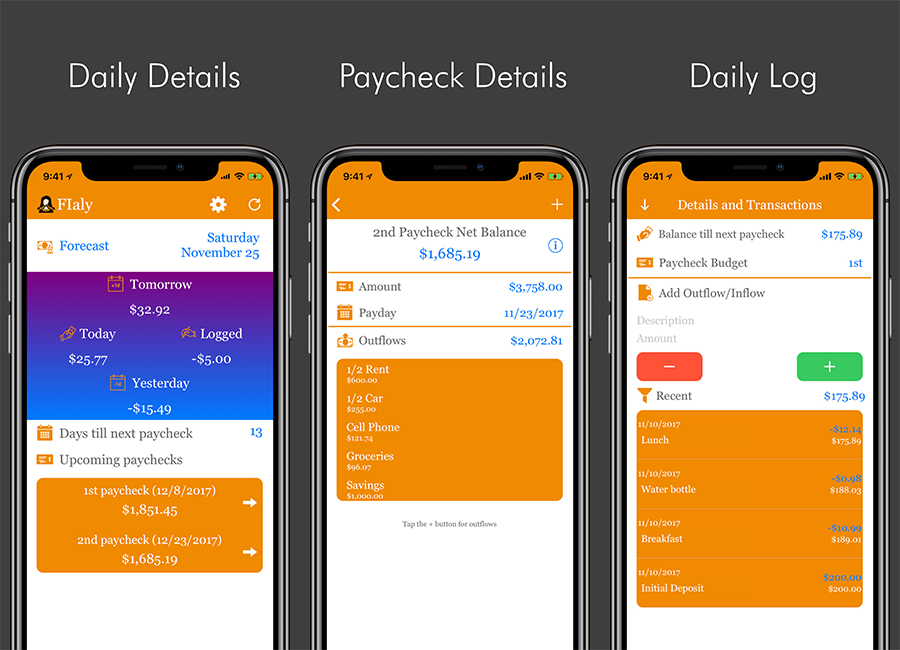 Daily Details
Paycheck Details
Daily Log
9:41
FIaly
Forecast
Saturday
November 25
+1d
Tomorrow
$32.92
Today
Logged
$25.77
-$5.00
-1d
Yesterday
-$15.49
Days till next paycheck
13
Upcoming paychecks
1st paycheck (12/8/2017)
$1,851.45
2nd paycheck (12/23/2017)
$1,685.19
9:41
2nd Paycheck Net Balance
$1,685.19
Amount
$3,758.00
Payday
11/23/2017
Outflows
$2,072.81
1/2 Rent
$600.00
1/2 Car
$255.00
Cell Phone
$121.74
Groceries
$96.07
Savings
$1,000.00
Tap the + button for outflows
9:41
Details and Transactions
Balance till next paycheck
$175.89
Paycheck Budget
1st
Add Outflow/Inflow
Description
Amount
Recent
$175.89
11/10/2017
-$12.14
Lunch
$175.89
11/10/2017
-$0.98
Water bottle
$188.03
11/10/2017
-$10.99
Breakfast
$189.01
11/10/2017
$200.00
Initial Deposit
$200.00